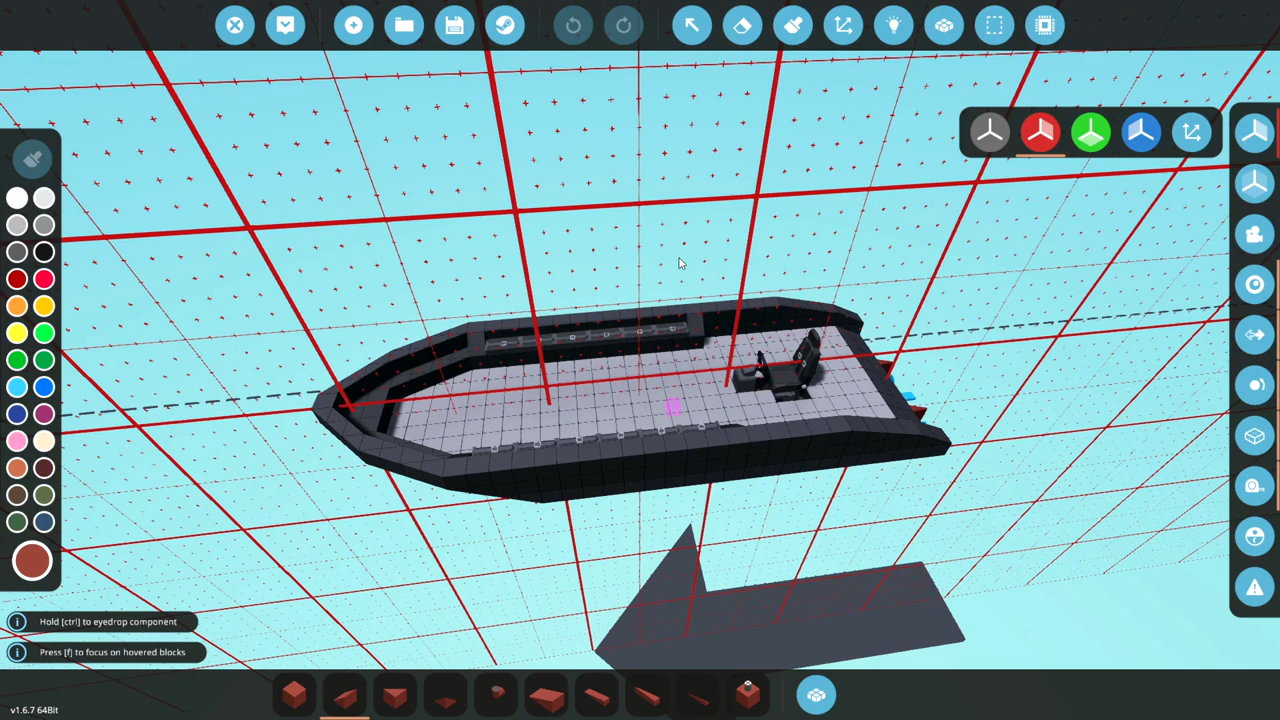 Hold [ctrl] to eyedrop component
Press [f] to focus on hovered blocks
v1.6.7 64Bit